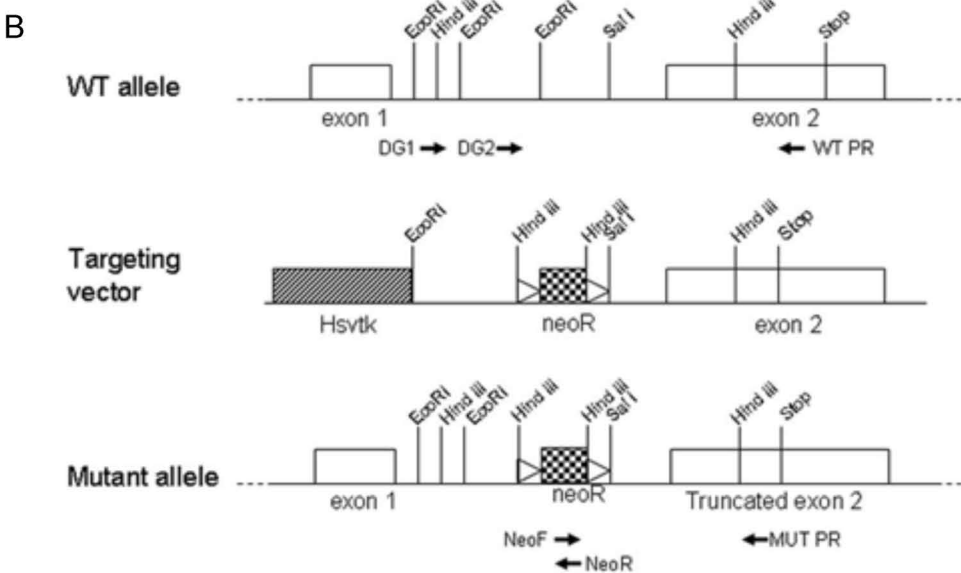 B
EcoRi Hind iii EcoRi EcoRi Sal I Hind iii Stop
WT allele
exon 1 exon 2
DG1 DG2 WT PR
EcoRi Hind iii Hind iii Sal I Hind iii Stop
Targeting
vector
Hsvtk neoR exon 2
EcoRi Hind iii EcoRi Hind iii Hind iii Sal I Hind iii Stop
Mutant allele
exon 1 neoR Truncated exon 2
NeoF MUT PR
NeoR